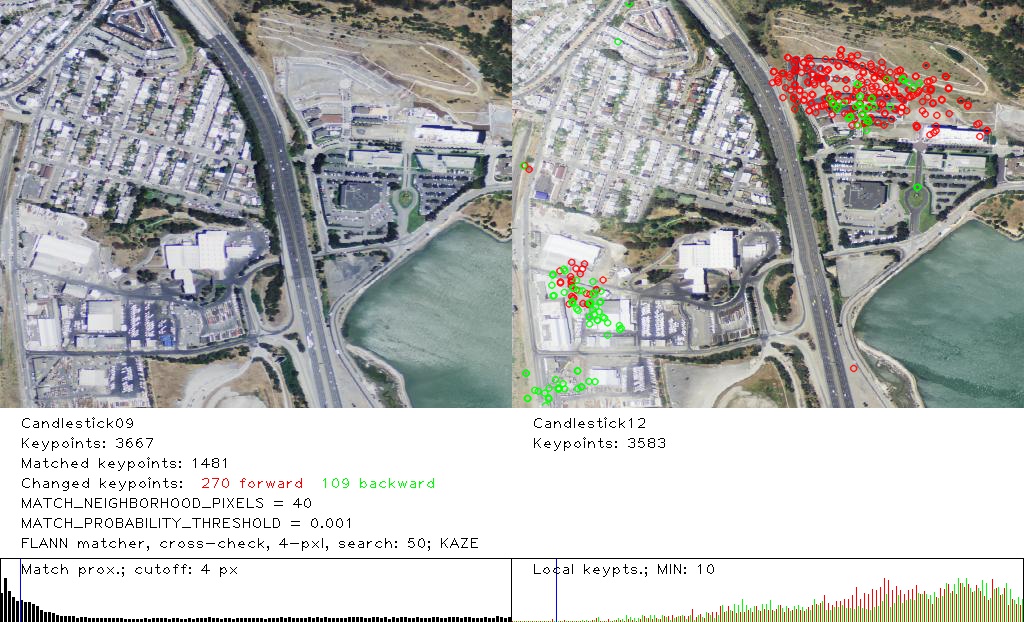 Candlestick09
Keypoints: 3667
Matched keypoints: 1481
Changed keypoints: 270 forward 109 backward
MATCH_NEIGHBORHOOD_PIXELS = 40
MATCH_PROBABILITY_THRESHOLD = 0.001
FLANN matcher, cross-check, 4-pxl, search: 50; KAZE
Candlestick12
Keypoints: 3583
Match prox.; cutoff: 4 px
Local keypts.; MIN: 10